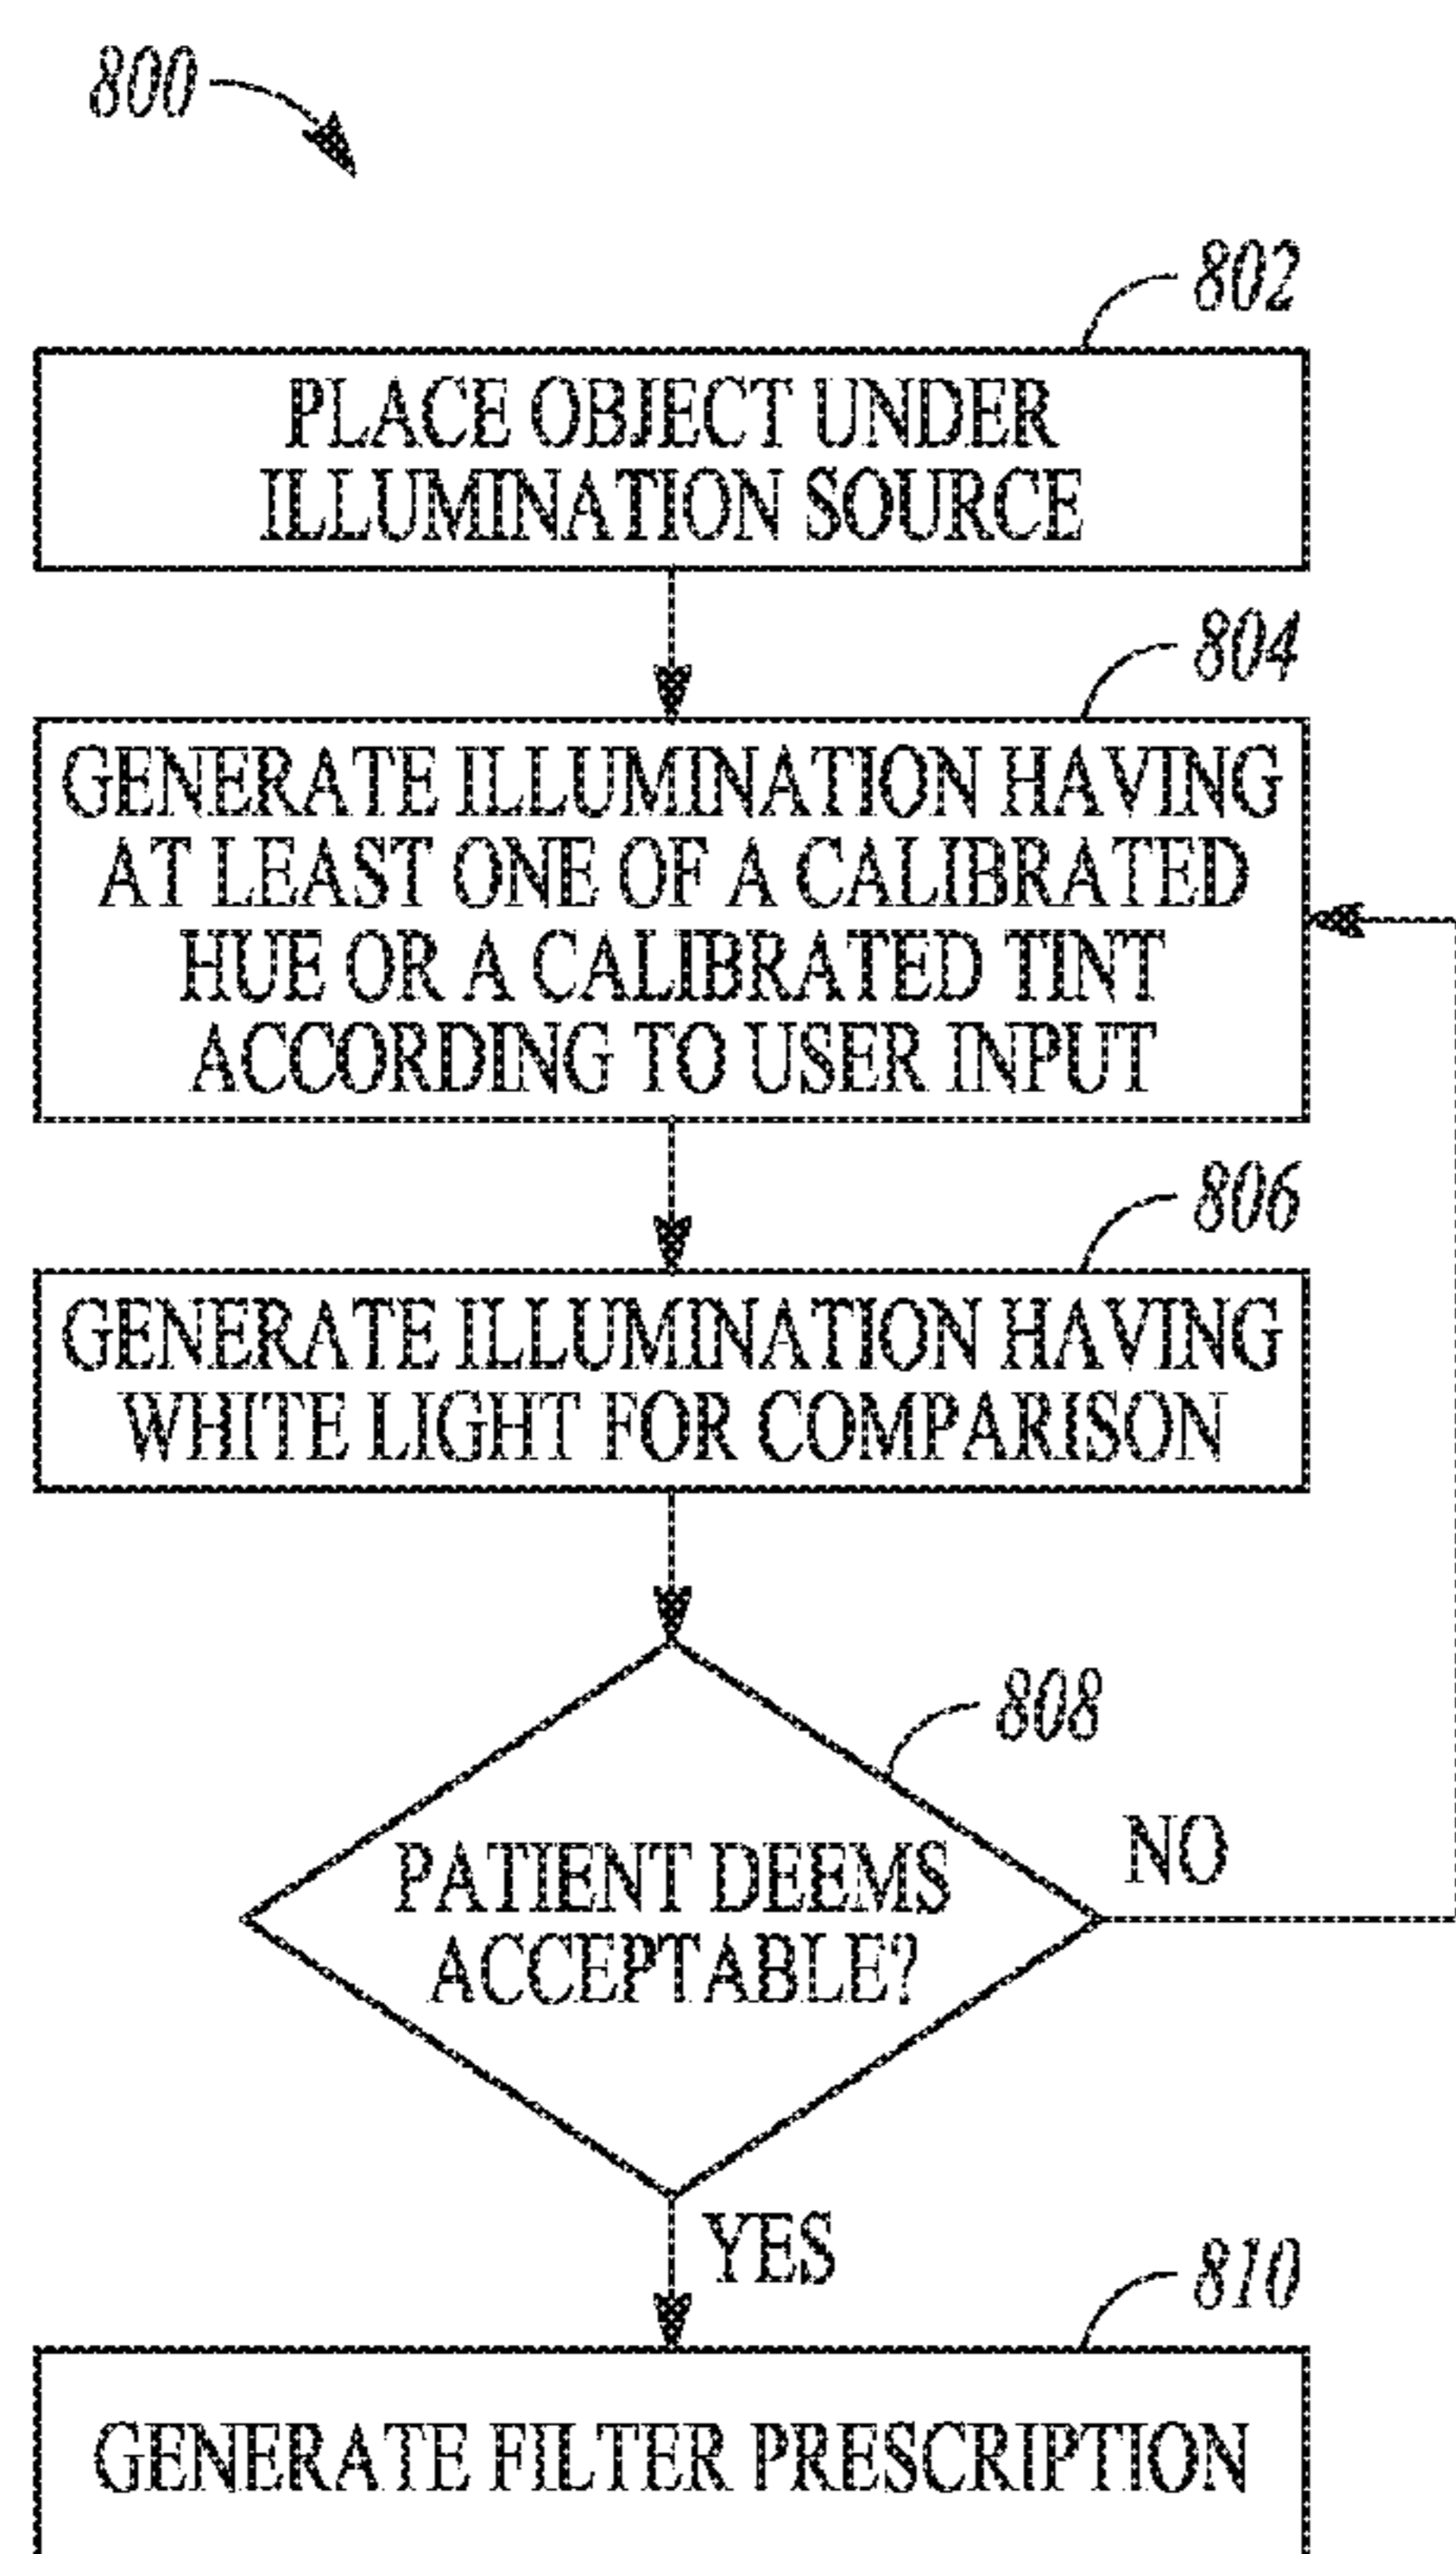 800
802
PLACE OBJECT UNDER
ILLUMINATION SOURCE
804
GENERATE ILLUMINATION HAVING
AT LEAST ONE OF A CALIBRATED
HUE OR A CALIBRATED TINT
ACCORDING TO USER INPUT
806
GENERATE ILLUMINATION HAVING
WHITE LIGHT FOR COMPARISON
808
PATIENT DEEMS
ACCEPTABLE?
NO
YES
810
GENERATE FILTER PRESCRIPTION